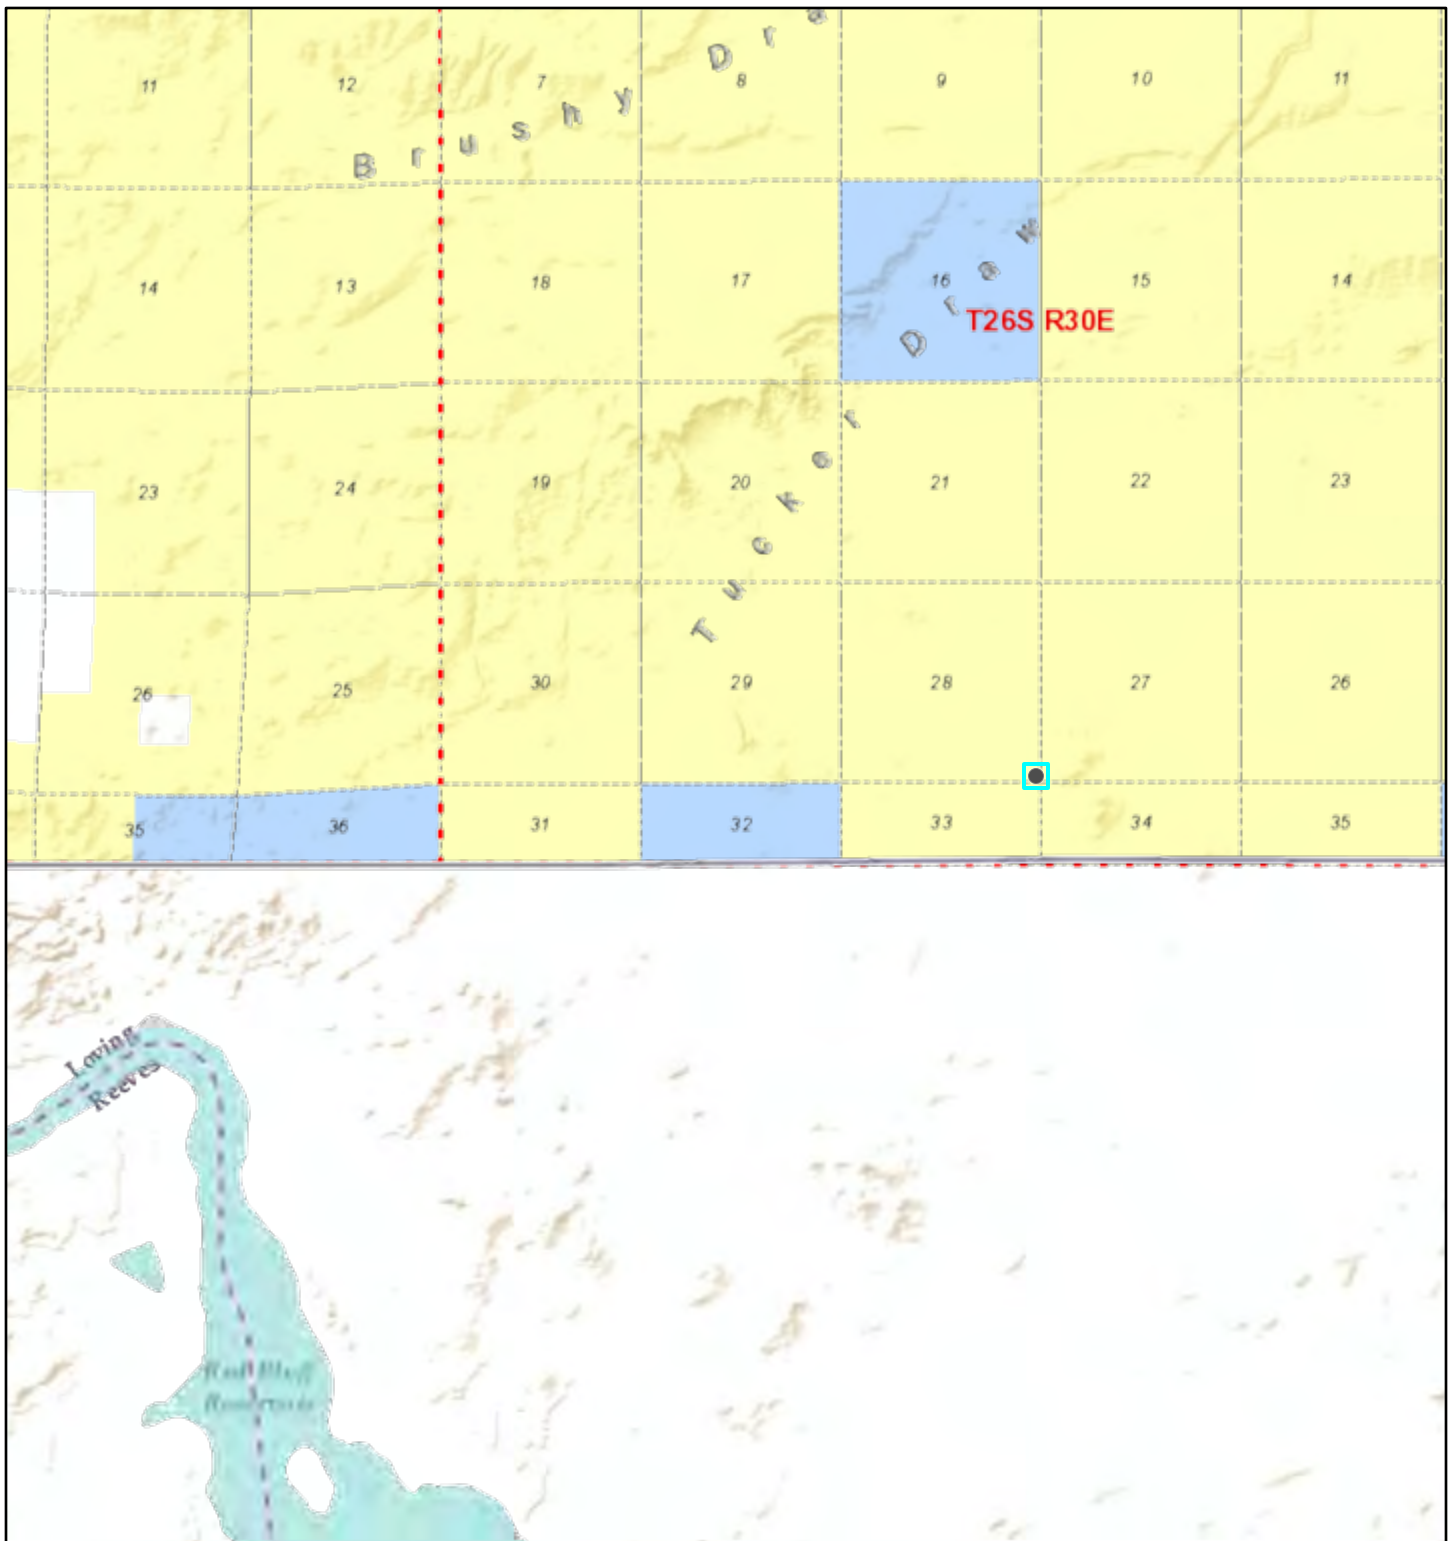 11 12 7 8 9 10 11
Brushy Dra
14 13 18 17 16 15 14
T26S R30E
23 24 19 20 21 22 23
Tucker Draw
26 25 30 29 28 27 26
35 36 31 32 33 34 35
Loving
Reeves
Red Bluff
Reservoir